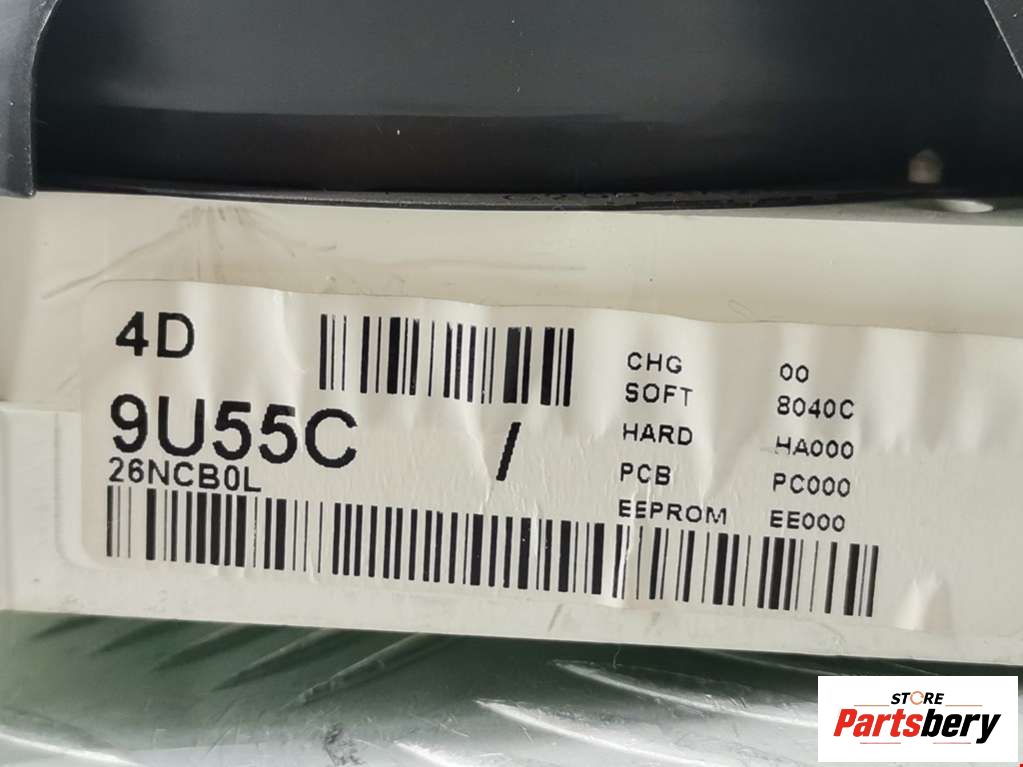 4D
9U55C /
26NCB0L
CHG 00
SOFT 8040C
HARD HA000
PCB PC000
EEPROM EE000
STORE
Partsbery